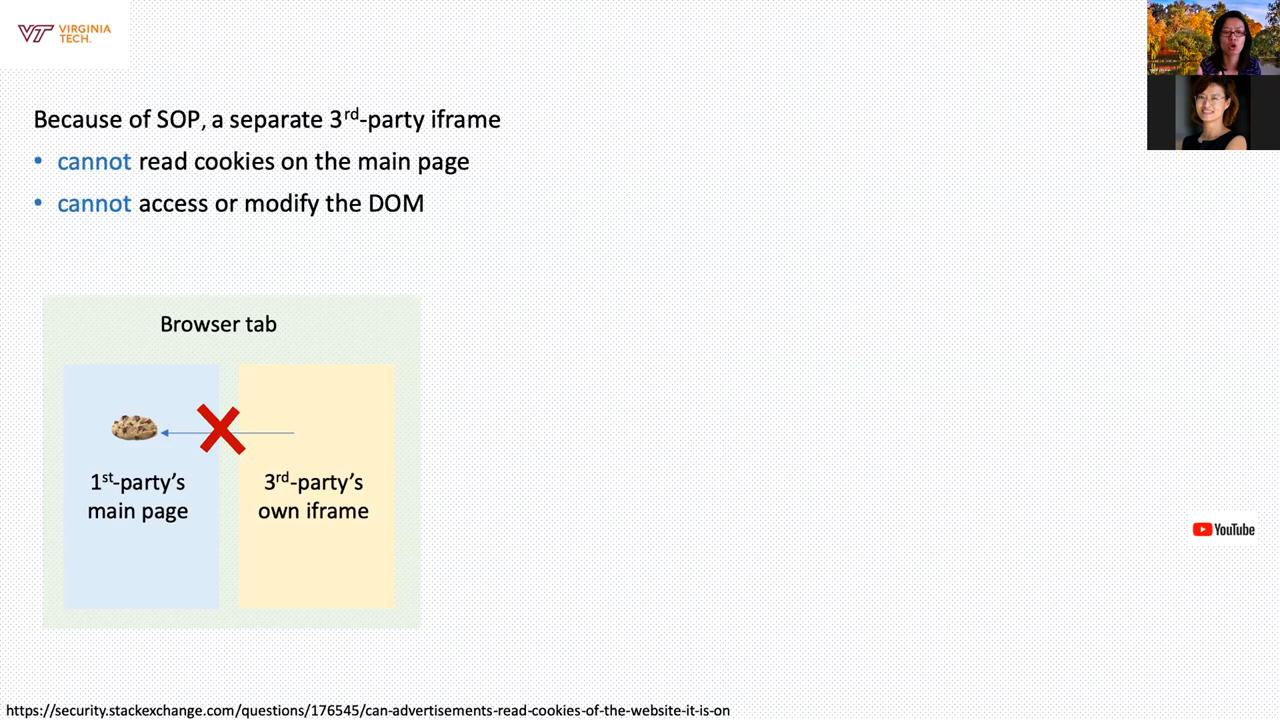 VT VIRGINIA
TECH.
Because of SOP, a separate 3rd-party iframe
• cannot read cookies on the main page
• cannot access or modify the DOM
Browser tab
1st-party's
main page
3rd-party's
own iframe
YouTube
https://security.stackexchange.com/questions/176545/can-advertisements-read-cookies-of-the-website-it-is-on